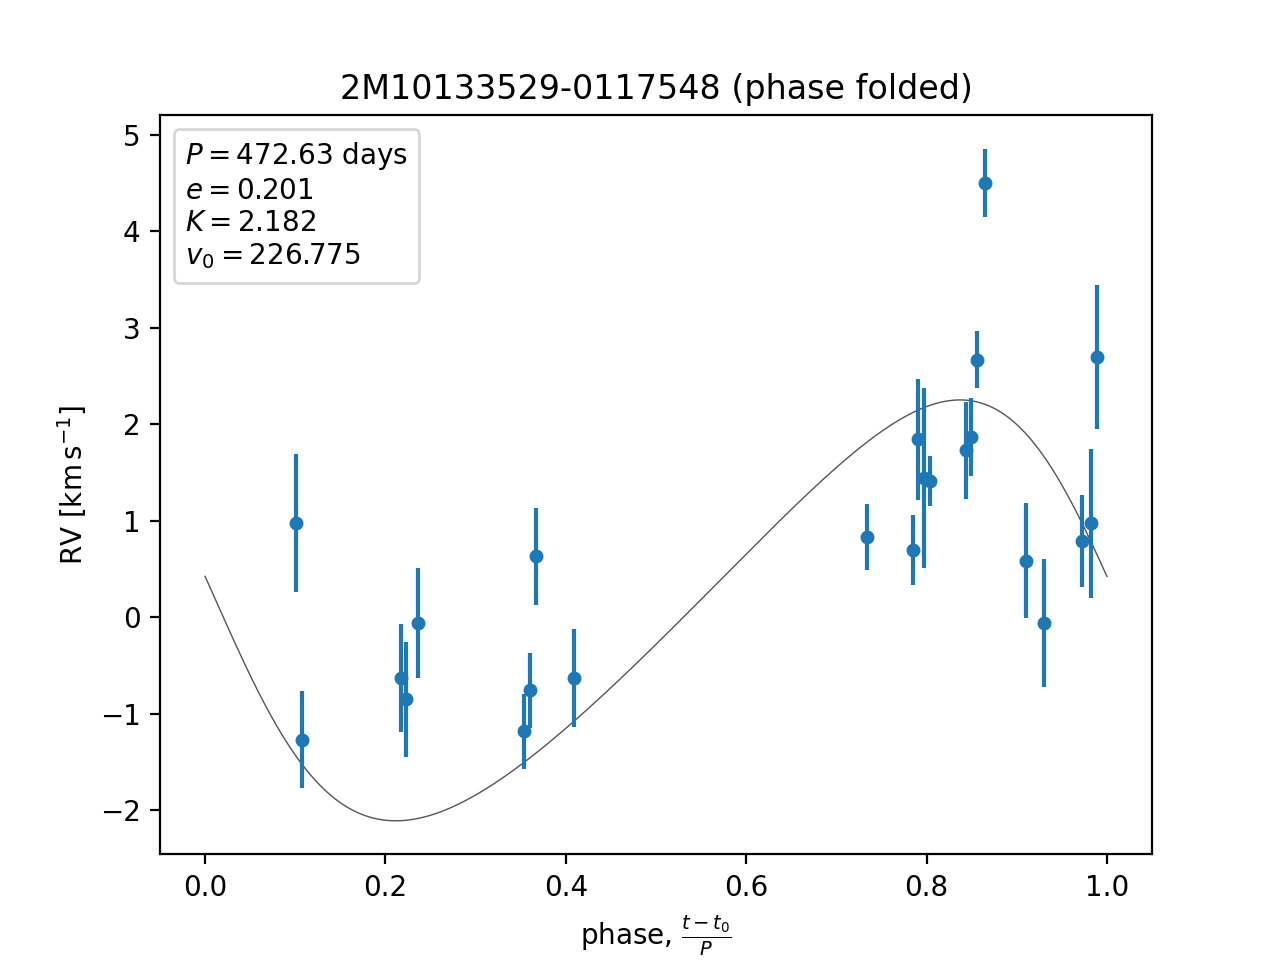 2M10133529-0117548 (phase folded)
P = 472.63 days
e = 0.201
K = 2.182
v₀ = 226.775
5
4
3
2
1
0
−1
−2
RV [km s⁻¹]
0.0 0.2 0.4 0.6 0.8 1.0
phase, (t − t₀)/P